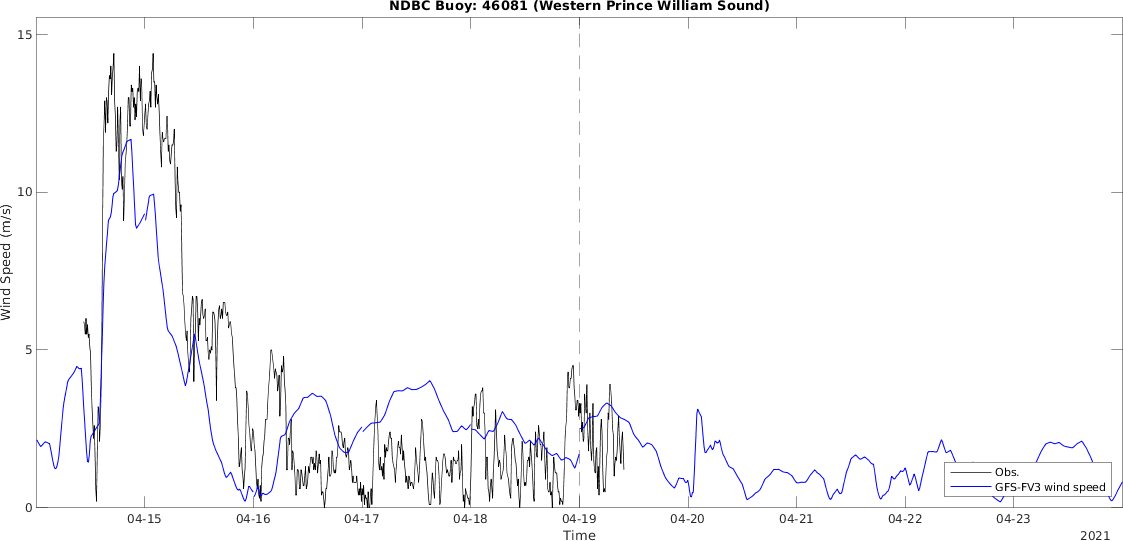 NDBC Buoy: 46081 (Western Prince William Sound)
15
10
5
0
Wind Speed (m/s)
04-15 04-16 04-17 04-18 04-19 04-20 04-21 04-22 04-23
Time
2021
Obs.
GFS-FV3 wind speed